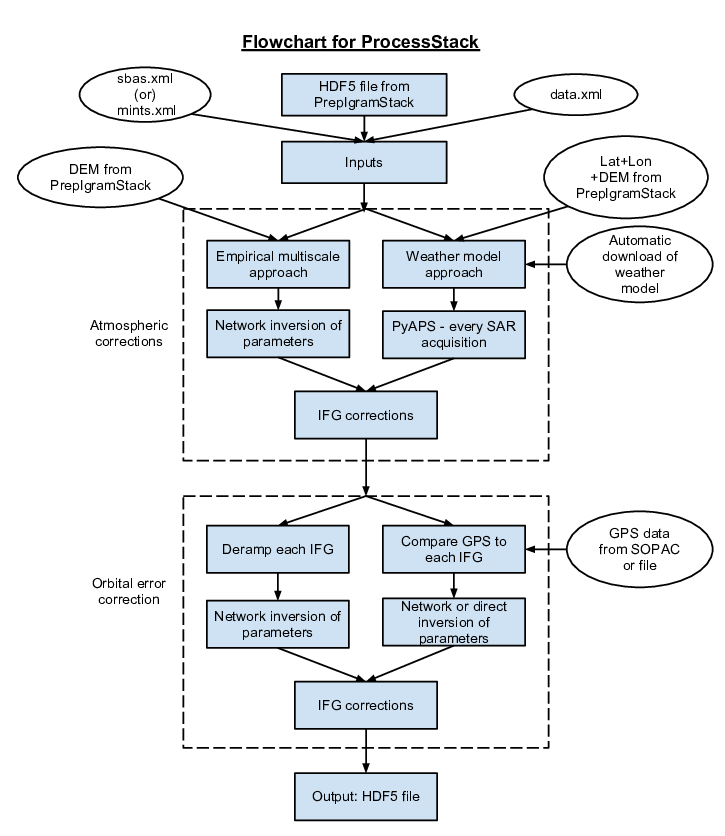 Flowchart for ProcessStack
sbas.xml
(or)
mints.xml
HDF5 file from
PrepIgramStack
data.xml
Inputs
DEM from
PrepIgramStack
Lat+Lon
+DEM from
PrepIgramStack
Empirical multiscale
approach
Weather model
approach
Automatic
download of
weather
model
Atmospheric
corrections
Network inversion of
parameters
PyAPS - every SAR
acquisition
IFG corrections
Deramp each IFG
Compare GPS to
each IFG
GPS data
from SOPAC
or file
Orbital error
correction
Network inversion of
parameters
Network or direct
inversion of
parameters
IFG corrections
Output: HDF5 file